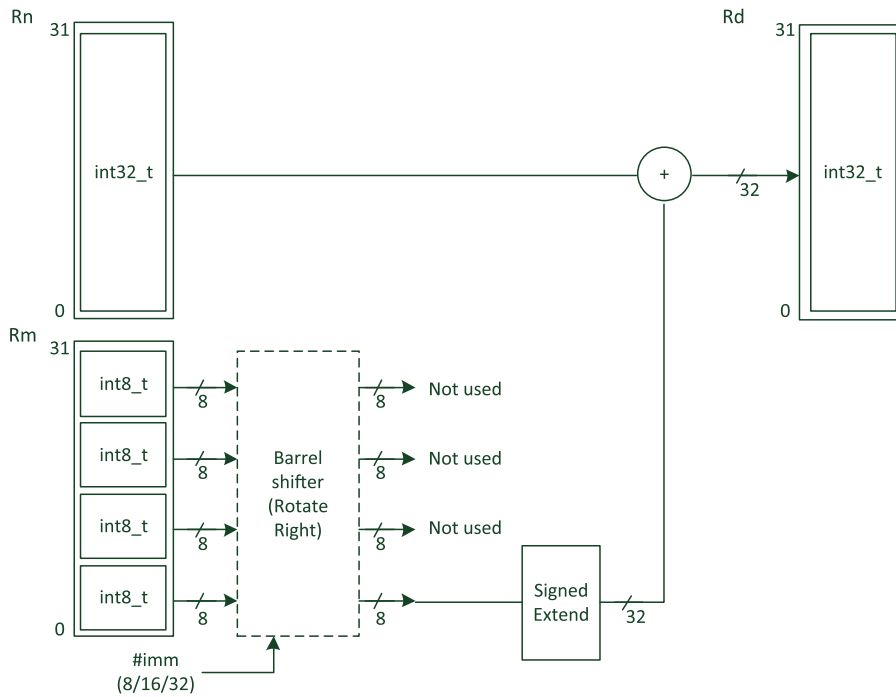 Rn
31
int32_t
0
Rd
31
int32_t
0
+
32
Rm
31
int8_t
int8_t
int8_t
int8_t
0
8
8
8
8
Barrel
shifter
(Rotate
Right)
8
8
8
8
Not used
Not used
Not used
Signed
Extend
32
#imm
(8/16/32)